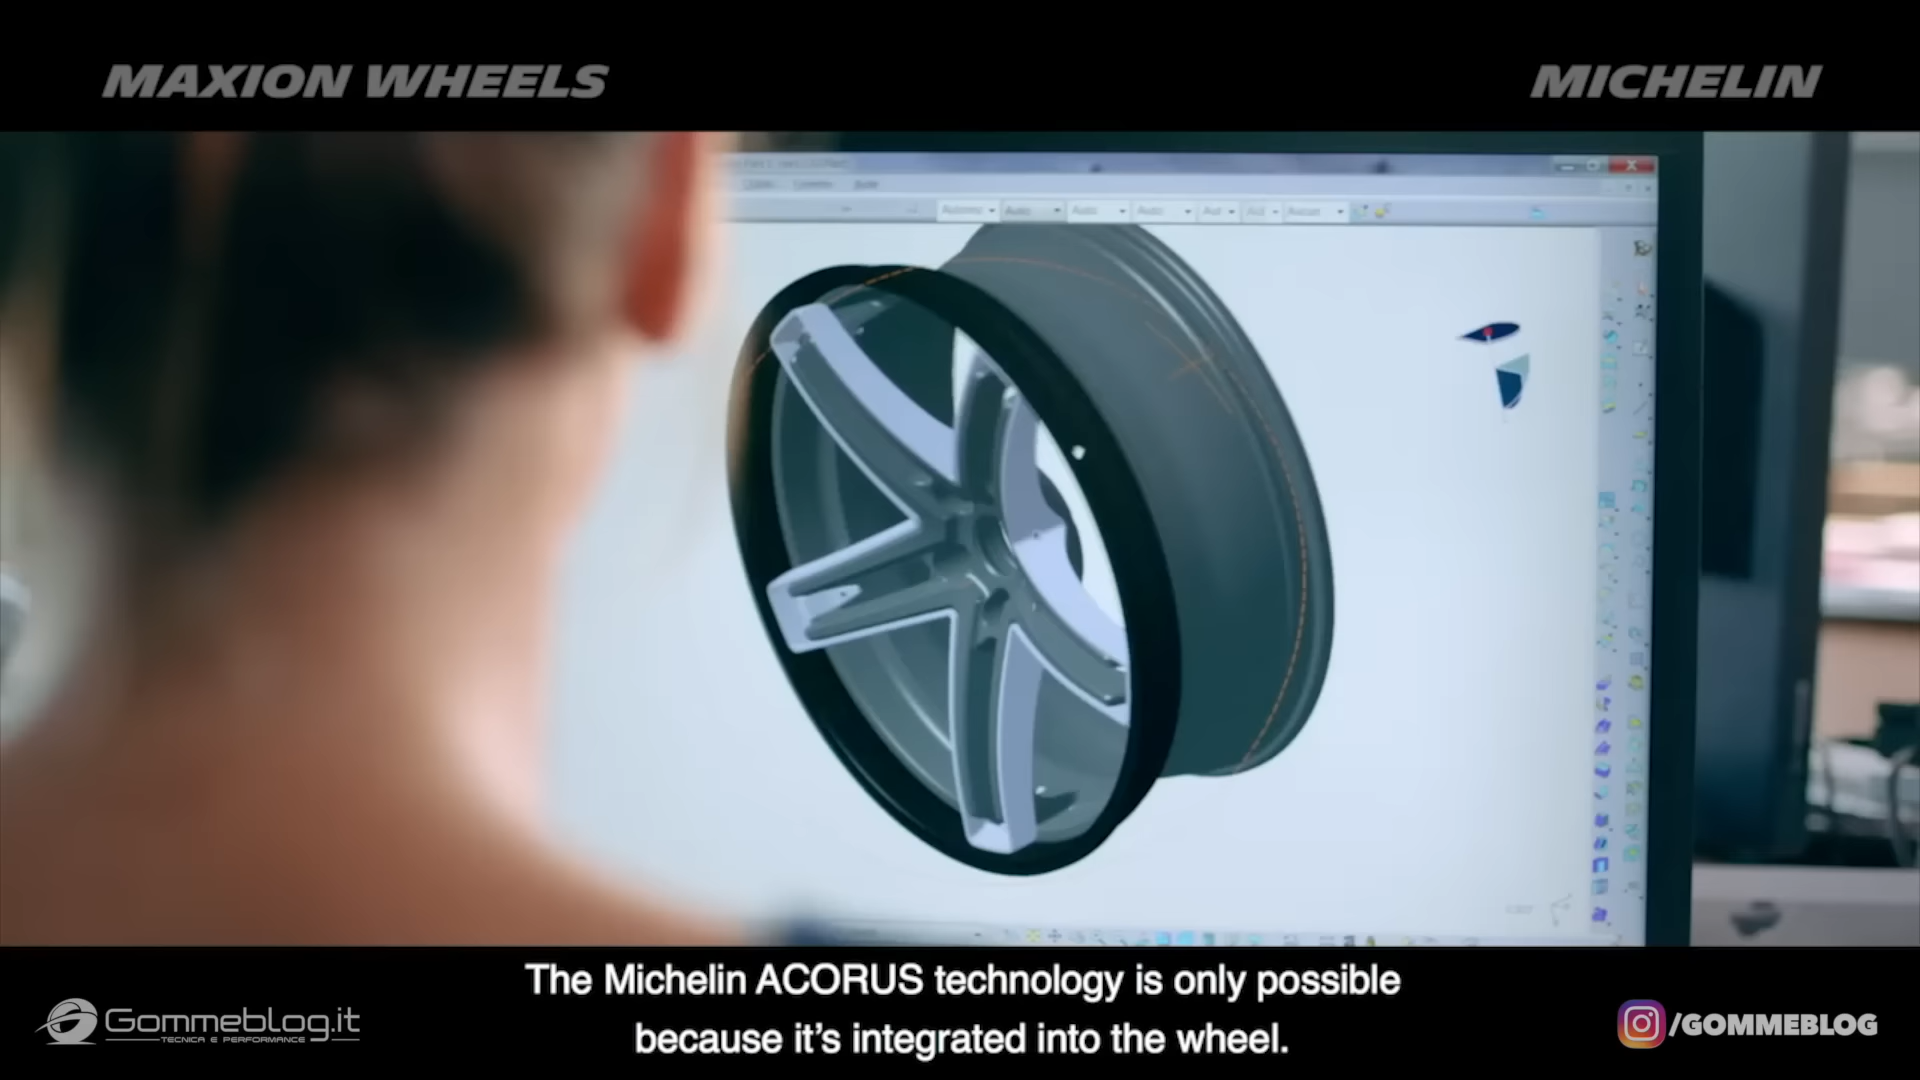 MAXION WHEELS
MICHELIN
The Michelin ACORUS technology is only possible
because it's integrated into the wheel.
Gommeblog.it
TECNICA E PERFORMANCE
/GOMMEBLOG